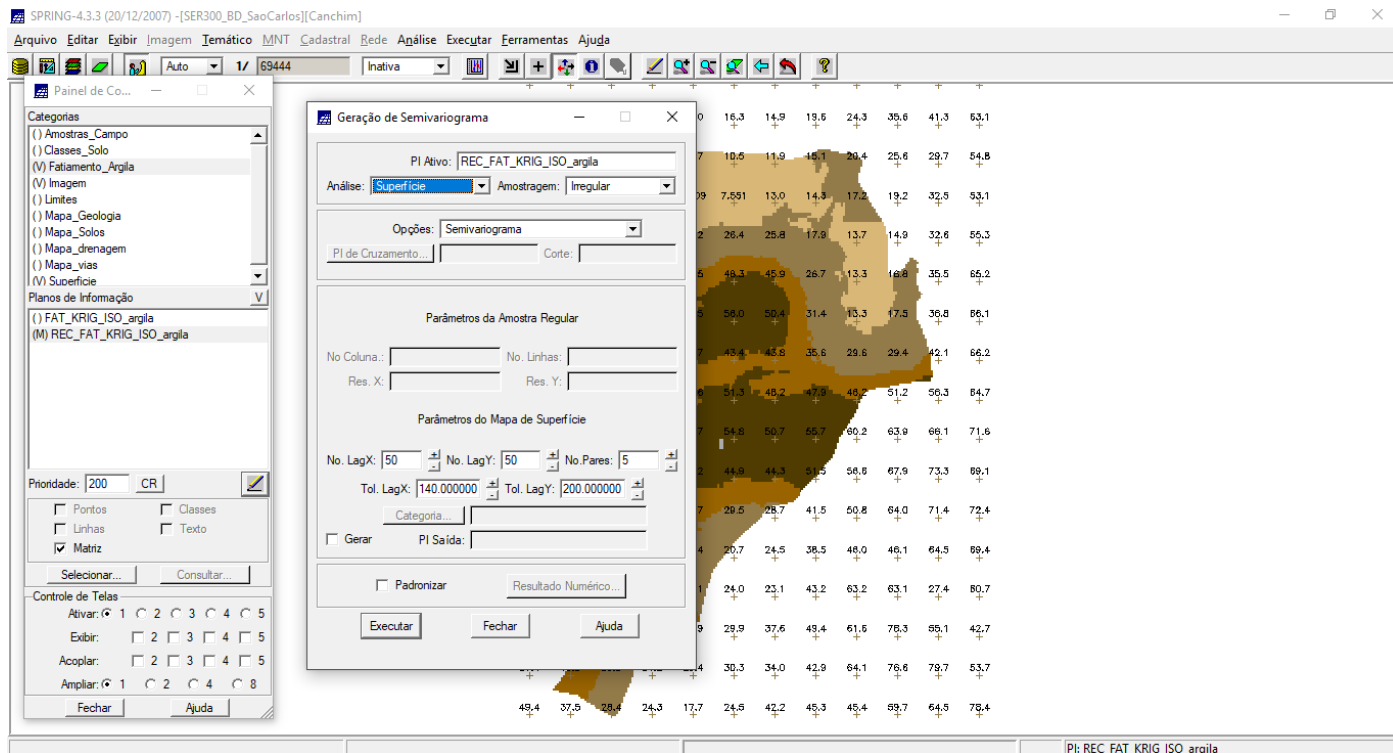 SPRING-4.3.3 (20/12/2007) -[SER300_BD_SaoCarlos][Canchim]
Arquivo Editar Exibir Imagem Temático MNT Cadastral Rede Análise Executar Ferramentas Ajuda
Auto 1/ 69444 Inativa
Painel de Co...
Categorias
() Amostras_Campo
() Classes_Solo
(V) Fatiamento_Argila
(V) Imagem
() Limites
() Mapa_Geologia
() Mapa_Solos
() Mapa_drenagem
() Mapa_vias
(V) Superficie
Planos de Informação V
() FAT_KRIG_ISO_argila
(M) REC_FAT_KRIG_ISO_argila
Prioridade: 200 CR
Pontos Classes
Linhas Texto
Matriz
Selecionar... Consultar...
Controle de Telas
Ativar: 1 2 3 4 5
Exibir: 2 3 4 5
Acoplar: 2 3 4 5
Ampliar: 1 2 4 8
Fechar Ajuda
Geração de Semivariograma
PI Ativo: REC_FAT_KRIG_ISO_argila
Análise: Superfície Amostragem: Irregular
Opções: Semivariograma
PI de Cruzamento... Corte:
Parâmetros da Amostra Regular
No Coluna.: No. Linhas:
Res. X: Res. Y:
Parâmetros do Mapa de Superfície
No. LagX: 50 No. LagY: 50 No.Pares: 5
Tol. LagX: 140.000000 Tol. LagY: 200.000000
Categoria...
Gerar PI Saída:
Padronizar Resultado Numérico...
Executar Fechar Ajuda
16.3 14.9 19.6 24.3 35.6 41.3 53.1
10.5 11.9 15.1 20.4 25.6 29.7 54.8
7.551 13.0 14.3 17.2 19.2 32.5 53.1
26.4 25.8 17.9 13.7 14.9 32.6 55.3
48.3 45.9 26.7 13.3 16.8 35.5 65.2
56.0 50.4 31.4 13.3 17.5 36.8 66.1
43.4 43.8 35.6 29.6 29.4 42.1 66.2
51.3 48.2 47.9 46.2 51.2 56.3 64.7
54.8 50.7 55.7 60.2 63.9 66.1 71.6
44.9 44.3 51.5 56.6 67.9 73.3 69.1
29.5 28.7 41.5 50.8 64.0 71.4 72.4
20.7 24.5 38.5 46.0 46.1 64.5 69.4
24.0 23.1 43.2 63.2 63.1 27.4 60.7
29.9 37.6 49.4 61.5 76.3 55.1 42.7
30.3 34.0 42.9 64.1 76.6 79.7 53.7
49.4 37.5 28.4 24.3 17.7 24.6 42.2 45.3 45.4 59.7 64.5 78.4
PI: REC_FAT_KRIG_ISO_argila